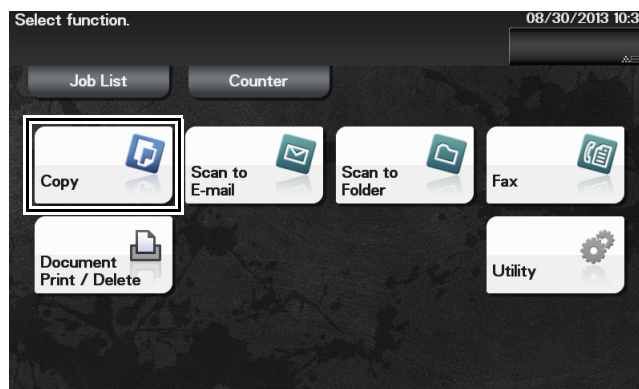 Select function.
08/30/2013 10:3
Job List
Counter
Copy
Scan to
E-mail
Scan to
Folder
Fax
Document
Print / Delete
Utility